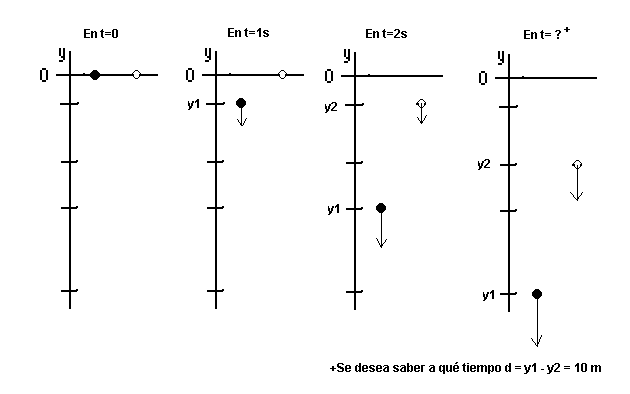 En t=0
En t=1s
En t=2s
En t= ? +
y
y
y
y
0
0
0
0
y1
y2
y1
y2
y1
+Se desea saber a qué tiempo d = y1 - y2 = 10 m